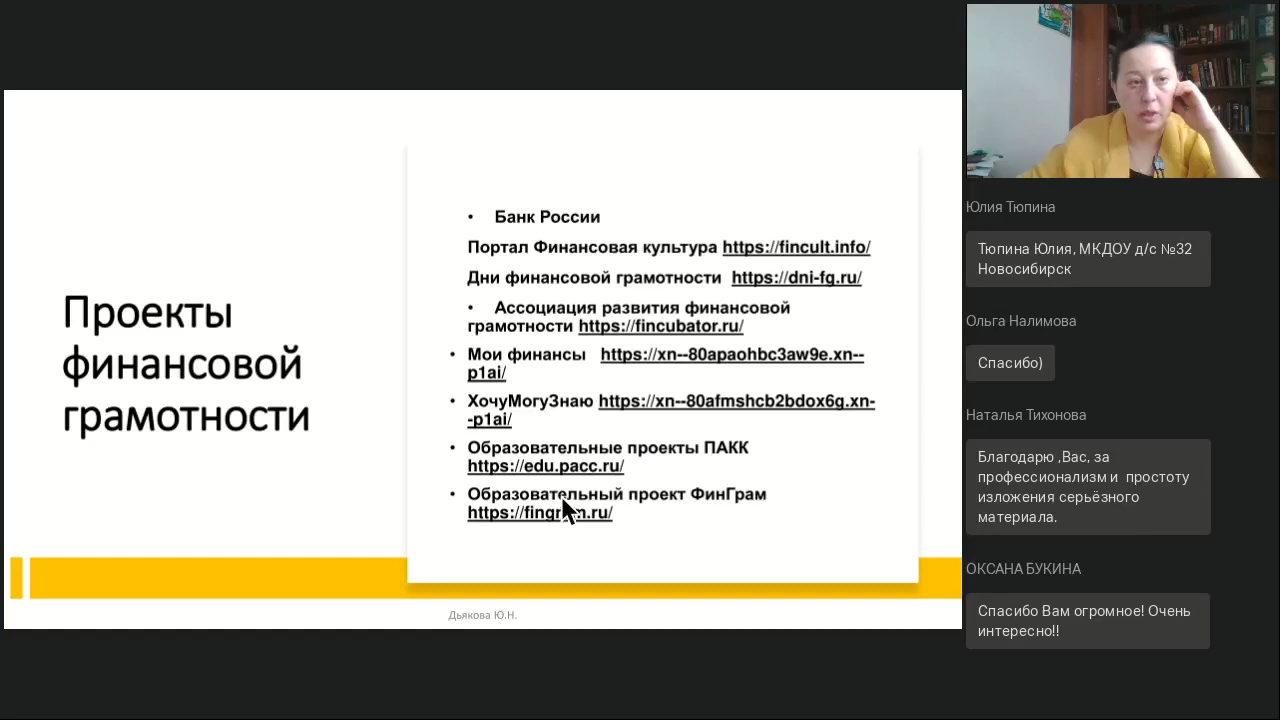 Проекты
финансовой
грамотности
• Банк России
Портал Финансовая культура https://fincult.info/
Дни финансовой грамотности https://dni-fg.ru/
• Ассоциация развития финансовой
грамотности https://fincubator.ru/
• Мои финансы https://xn--80apaohbc3aw9e.xn--
p1ai/
• ХочуМогуЗнаю https://xn--80afmshcb2bdox6g.xn-
-p1ai/
• Образовательные проекты ПАКК
https://edu.pacc.ru/
• Образовательный проект ФинГрам
https://fingram.ru/
Дьякова Ю.Н.
Юлия Тюпина
Тюпина Юлия, МКДОУ д/с №32
Новосибирск
Ольга Налимова
Спасибо)
Наталья Тихонова
Благодарю ,Вас, за
профессионализм и простоту
изложения серьёзного
материала.
ОКСАНА БУКИНА
Спасибо Вам огромное! Очень
интересно!!